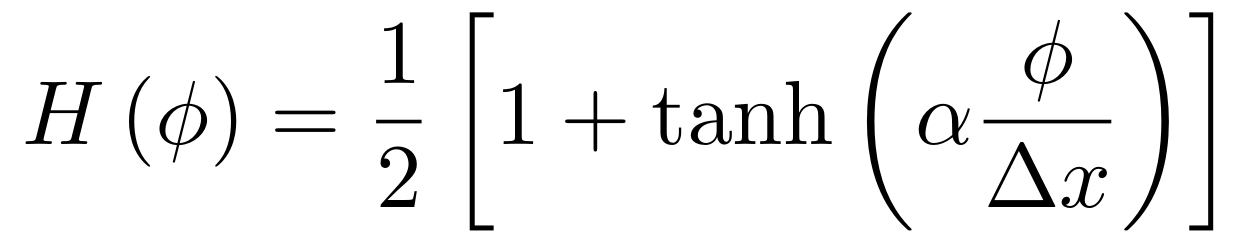 H (ϕ) = 1/2 [1 + tanh (α ϕ/Δx)]